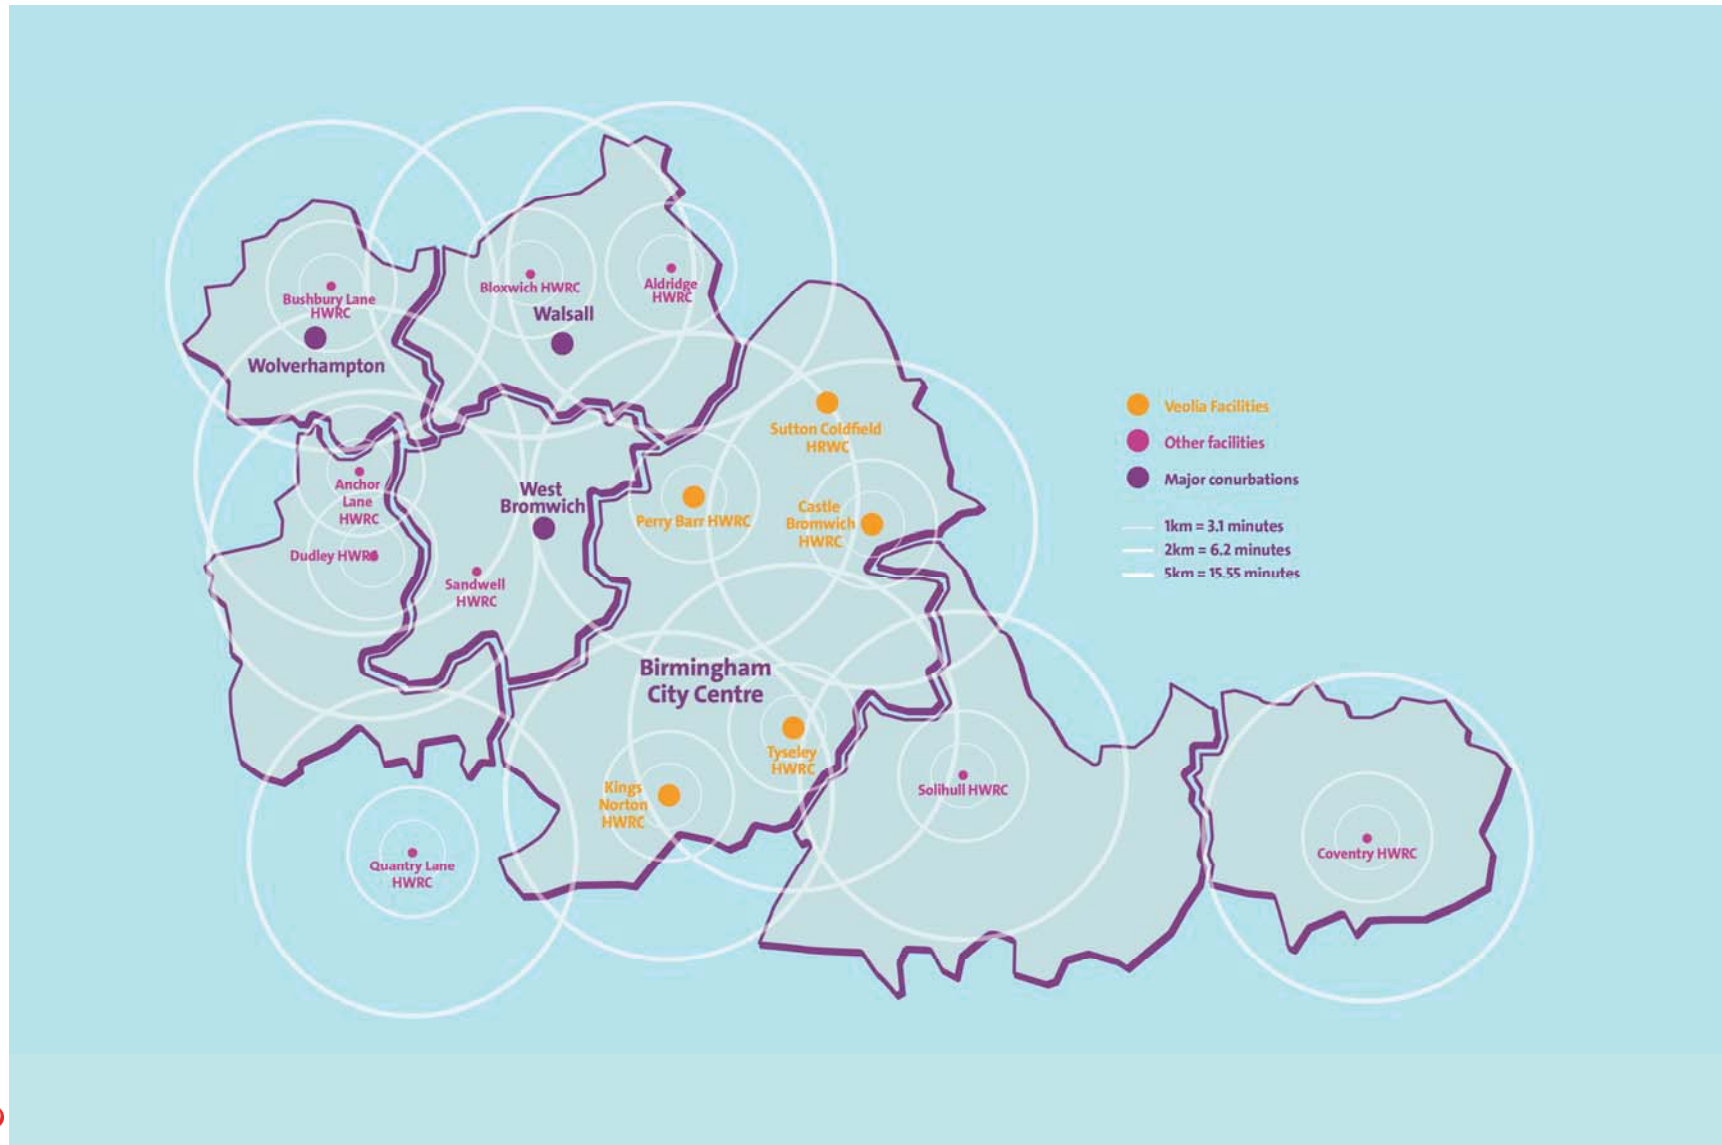 Bushbury Lane
HWRC
Wolverhampton
Bloxwich HWRC
Walsall
Aldridge
HWRC
Sutton Coldfield
HRWC
Anchor
Lane
HWRC
Dudley HWRC
West
Bromwich
Sandwell
HWRC
Perry Barr HWRC
Castle
Bromwich
HWRC
Veolia Facilities
Other facilities
Major conurbations
1km = 3.1 minutes
2km = 6.2 minutes
5km = 15.55 minutes
Birmingham
City Centre
Tyseley
HWRC
Kings
Norton
HWRC
Solihull HWRC
Quantry Lane
HWRC
Coventry HWRC